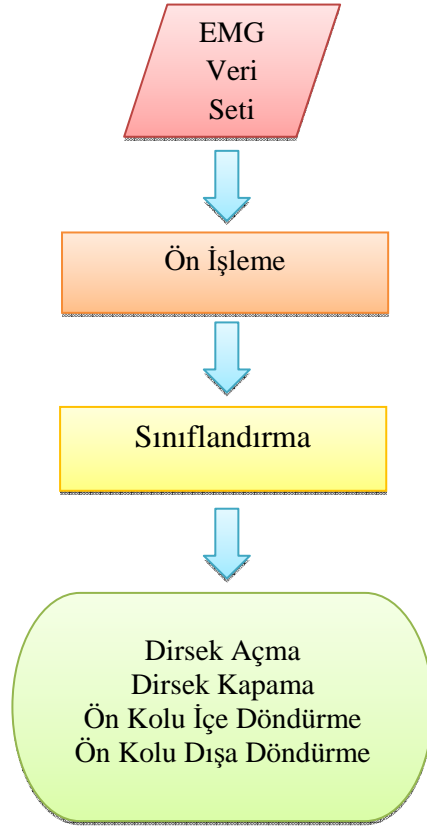 EMG
Veri
Seti
Ön İşleme
Sınıflandırma
Dirsek Açma
Dirsek Kapama
Ön Kolu İçe Döndürme
Ön Kolu Dışa Döndürme